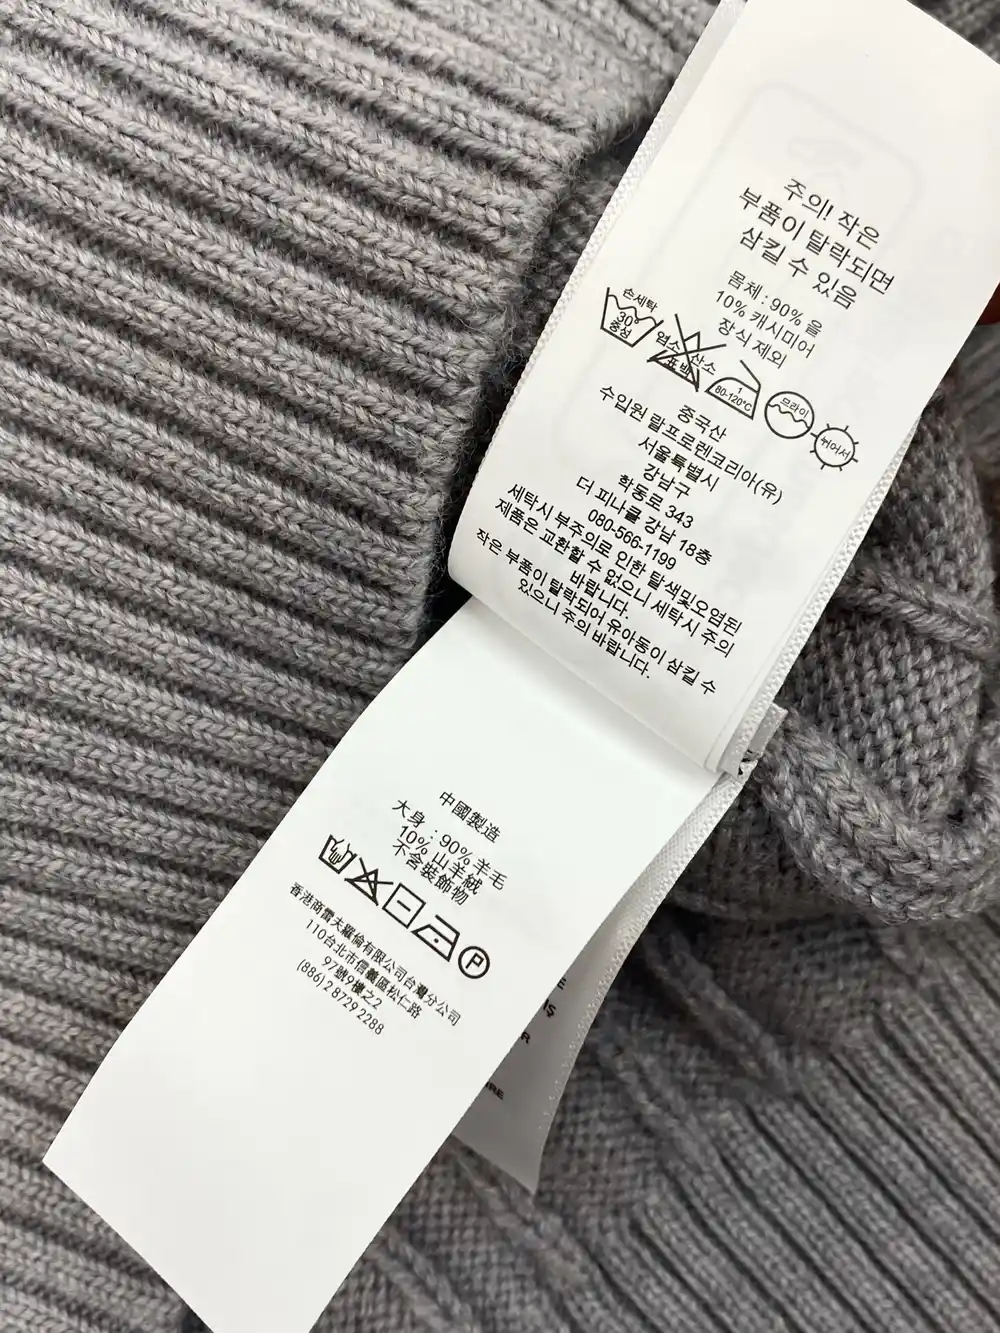 주의! 작은
부품이 탈락되면
삼킬 수 있음
몸체 : 90% 울
10% 캐시미어
장식 제외
손세탁
30°
중성
염소 산소
표백
1
80-120°C
드라이
뉘어서
중국산
수입원 랄프로렌코리아(유)
서울특별시
강남구
학동로 343
더 피나클 강남 18층
080-566-1199
세탁시 부주의로 인한 탈색및오염된
제품은 교환할 수 없으니 세탁시 주의
바랍니다.
작은 부품이 탈락되어 유아동이 삼킬 수
있으니 주의 바랍니다.
中國製造
大身 : 90% 羊毛
10% 山羊絨
不含裝飾物
P
香港商雷夫羅倫有限公司台灣分公司
110台北市信義區松仁路
97號9樓之2
(886) 2 8729 2288